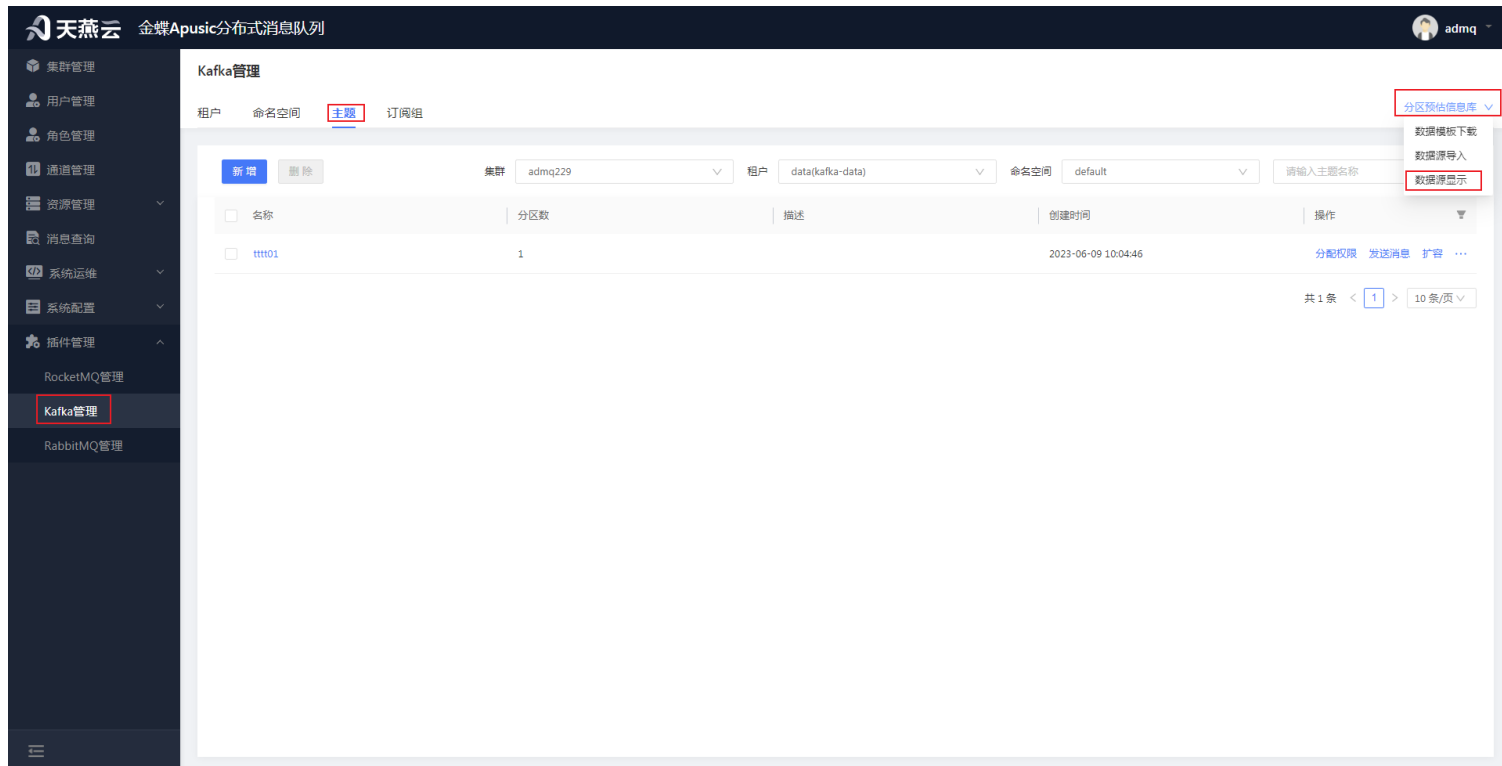 天燕云 金蝶Apusic分布式消息队列 admq
集群管理
用户管理
角色管理
通道管理
资源管理
消息查询
系统运维
系统配置
插件管理
RocketMQ管理
Kafka管理
RabbitMQ管理
Kafka管理
租户 命名空间 主题 订阅组 分区预估信息库
数据模板下载
数据源导入
数据源显示
新增 删除 集群 admq229 租户 data(kafka-data) 命名空间 default 请输入主题名称
名称 分区数 描述 创建时间 操作
tttt01 1 2023-06-09 10:04:46 分配权限 发送消息 扩容 ···
共 1 条 < 1 > 10 条/页